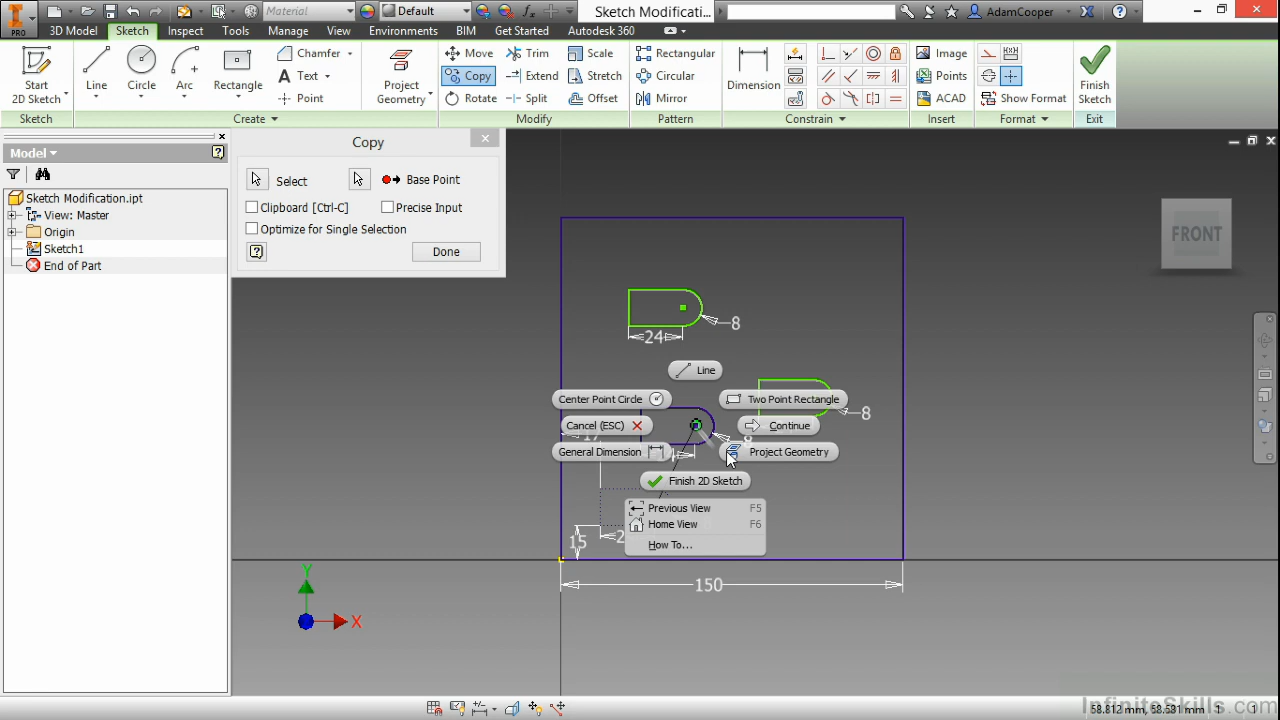 Material
Default
Sketch Modificati...
AdamCooper
PRO
3D Model Sketch Inspect Tools Manage View Environments BIM Get Started Autodesk 360
Start
2D Sketch
Line
Circle
Arc
Rectangle
Chamfer
Text
Point
Project
Geometry
Move
Copy
Rotate
Trim
Extend
Split
Scale
Stretch
Offset
Rectangular
Circular
Mirror
Dimension
Image
Points
ACAD
Show Format
Finish
Sketch
Sketch Create Modify Pattern Constrain Insert Format Exit
Model
Sketch Modification.ipt
View: Master
Origin
Sketch1
End of Part
Copy
Select
Base Point
Clipboard [Ctrl-C]
Precise Input
Optimize for Single Selection
Done
FRONT
8
24
Line
Center Point Circle
Two Point Rectangle
8
Cancel (ESC)
Continue
17
8
General Dimension
Project Geometry
Finish 2D Sketch
Previous View F5
Home View F6
How To...
15
150
Y
X
InfiniteSkills.com
58.812 mm, 58.581 mm 1 1